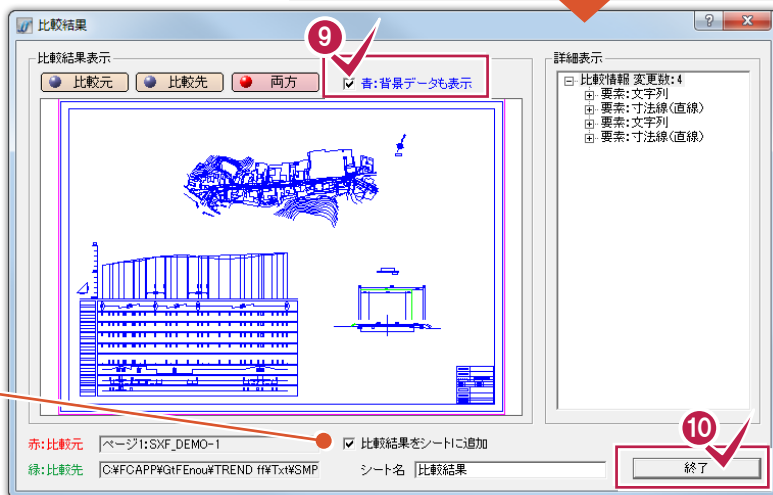 比較結果
⑨
比較結果表示
比較元 比較先 両方 青:背景データも表示
詳細表示
比較情報 変更数:4
要素:文字列
要素:寸法線(直線)
要素:文字列
要素:寸法線(直線)
赤:比較元 ページ1:SXF_DEMO-1
比較結果をシートに追加
緑:比較先 C:¥FCAPP¥GtFEnou¥TREND ff¥Txt¥SMP
シート名 比較結果
⑩
終了